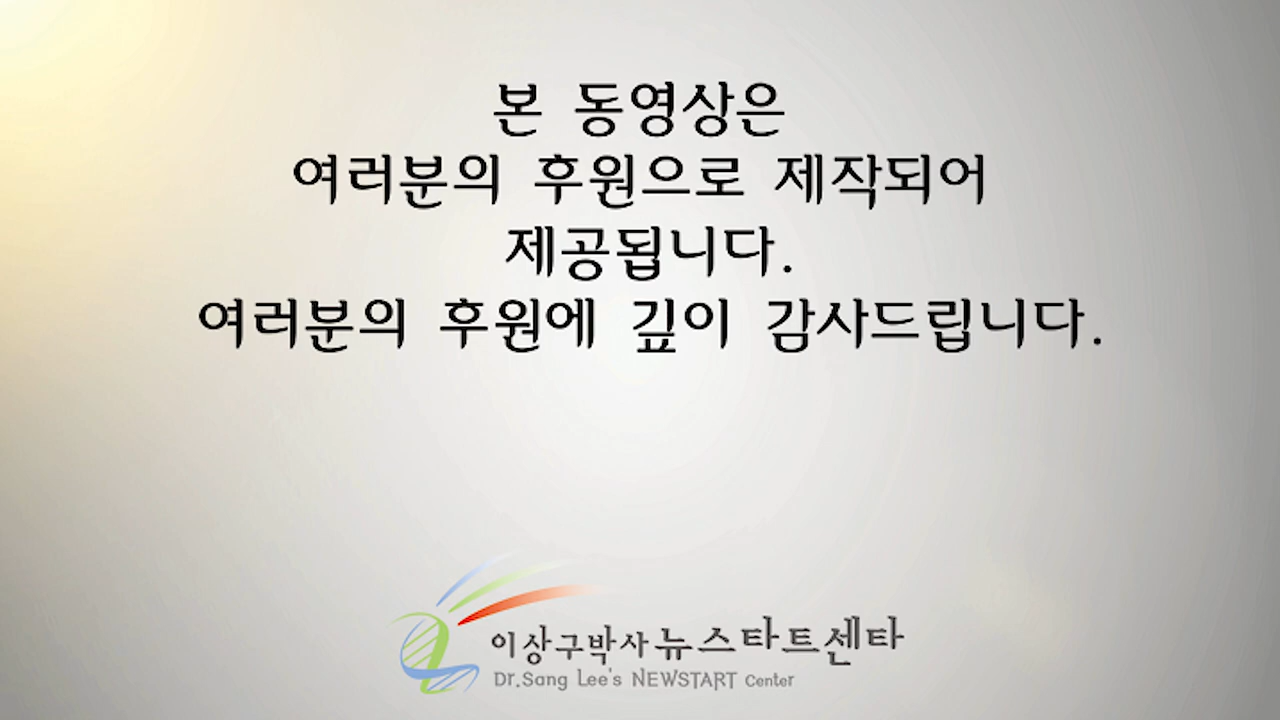 본 동영상은
여러분의 후원으로 제작되어
제공됩니다.
여러분의 후원에 깊이 감사드립니다.
이상구박사 뉴스타트센타
Dr.Sang Lee's NEWSTART Center